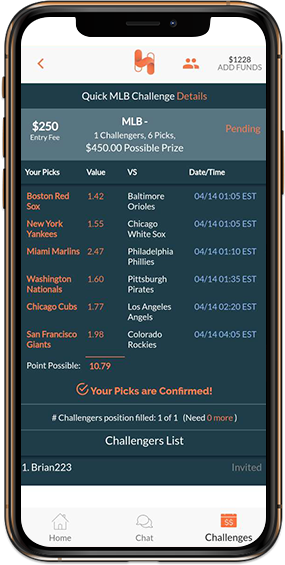 $1228
ADD FUNDS
Quick MLB Challenge Details
$250
Entry Fee
MLB -
1 Challengers, 6 Picks,
$450.00 Possible Prize
Pending
Your Picks Value VS Date/Time
Boston Red Sox 1.42 Baltimore Orioles 04/14 01:05 EST
New York Yankees 1.55 Chicago White Sox 04/14 01:05 EST
Miami Marlins 2.47 Philadelphia Phillies 04/14 01:10 EST
Washington Nationals 1.60 Pittsburgh Pirates 04/14 01:35 EST
Chicago Cubs 1.77 Los Angeles Angels 04/14 02:20 EST
San Francisco Giants 1.98 Colorado Rockies 04/14 04:05 EST
Point Possible: 10.79
Your Picks are Confirmed!
# Challengers position filled: 1 of 1 (Need 0 more )
Challengers List
1. Brian223 Invited
Home Chat Challenges